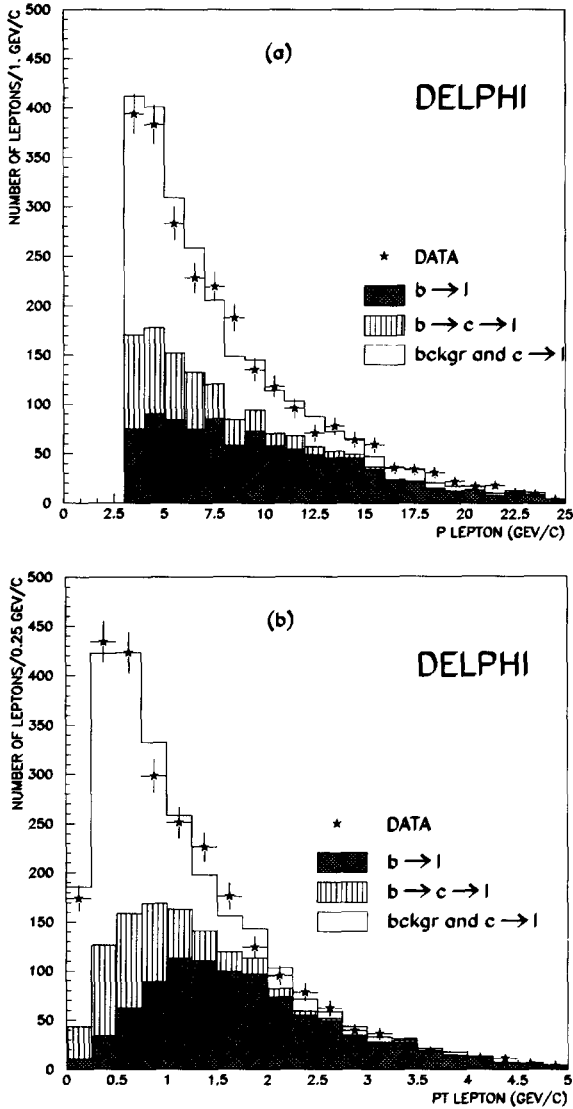 NUMBER OF LEPTONS/1. GEV/C
500
450
400
350
300
250
200
150
100
50
0
(a)
DELPHI
DATA
b → l
b → c → l
bckgr and c → l
0
2.5
5
7.5
10
12.5
15
17.5
20
22.5
25
P LEPTON (GEV/C)
NUMBER OF LEPTONS/0.25 GEV/C
500
450
400
350
300
250
200
150
100
50
0
(b)
DELPHI
DATA
b → l
b → c → l
bckgr and c → l
0
0.5
1
1.5
2
2.5
3
3.5
4
4.5
5
PT LEPTON (GEV/C)